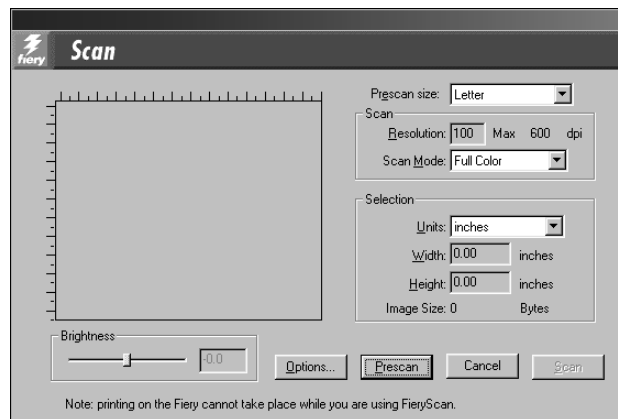 fiery
Scan
Prescan size: Letter
Scan
Resolution: 100 Max 600 dpi
Scan Mode: Full Color
Selection
Units: inches
Width: 0.00 inches
Height: 0.00 inches
Image Size: 0 Bytes
Brightness
-0.0
Options... Prescan Cancel Scan
Note: printing on the Fiery cannot take place while you are using FieryScan.